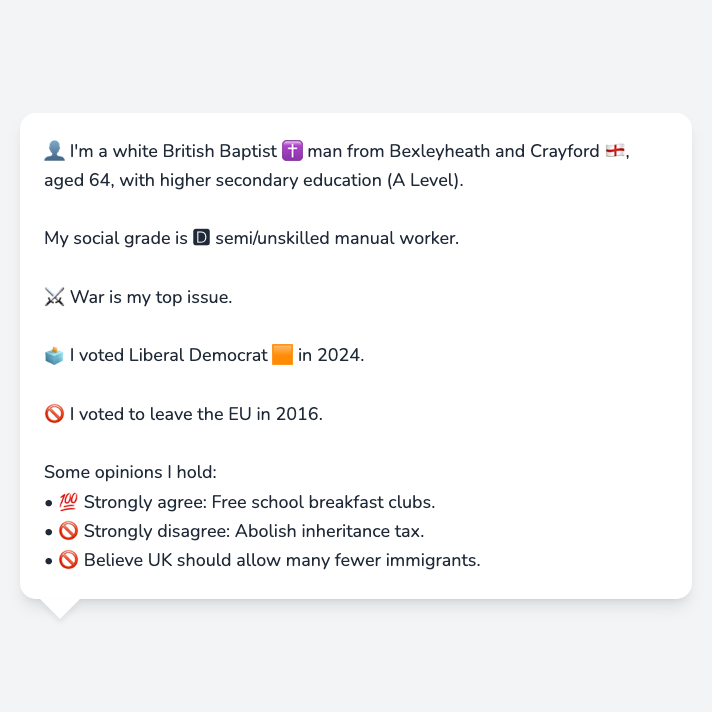 👤 I'm a white British Baptist ✝️ man from Bexleyheath and Crayford 🏴󠁧󠁢󠁥󠁮󠁧󠁿,
aged 64, with higher secondary education (A Level).
My social grade is 🅳 semi/unskilled manual worker.
⚔️ War is my top issue.
🗳️ I voted Liberal Democrat 🟧 in 2024.
🚫 I voted to leave the EU in 2016.
Some opinions I hold:
• 💯 Strongly agree: Free school breakfast clubs.
• 🚫 Strongly disagree: Abolish inheritance tax.
• 🚫 Believe UK should allow many fewer immigrants.